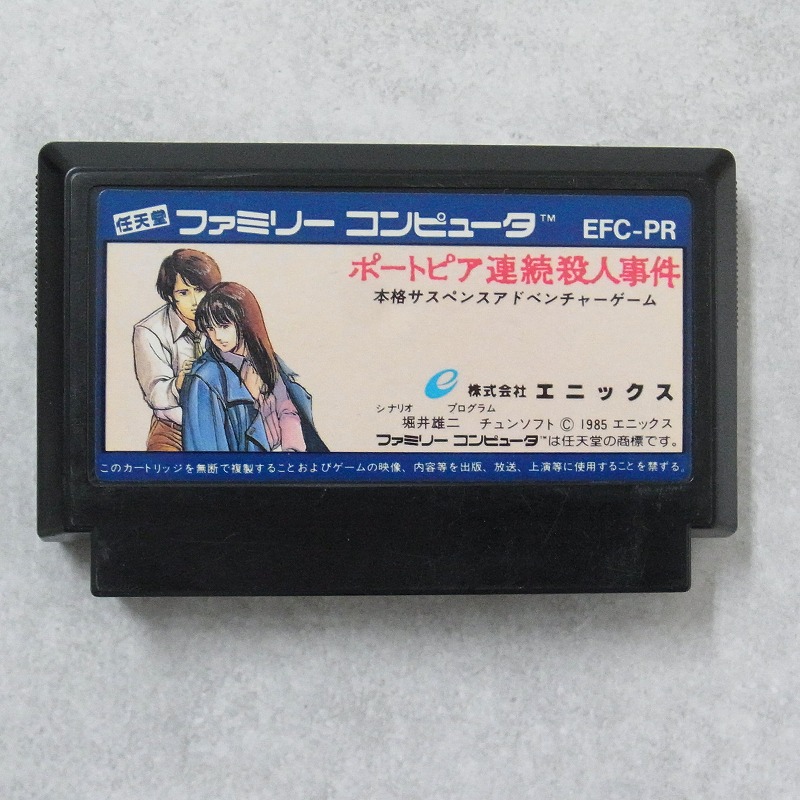 任天堂 ファミリー コンピュータ™ EFC-PR
ポートピア連続殺人事件
本格サスペンスアドベンチャーゲーム
e 株式会社 エニックス
シナリオ プログラム
堀井雄二 チュンソフト © 1985 エニックス
ファミリー コンピュータ™は任天堂の商標です。
このカートリッジを無断で複製することおよびゲームの映像、内容等を出版、放送、上演等に使用することを禁ずる。